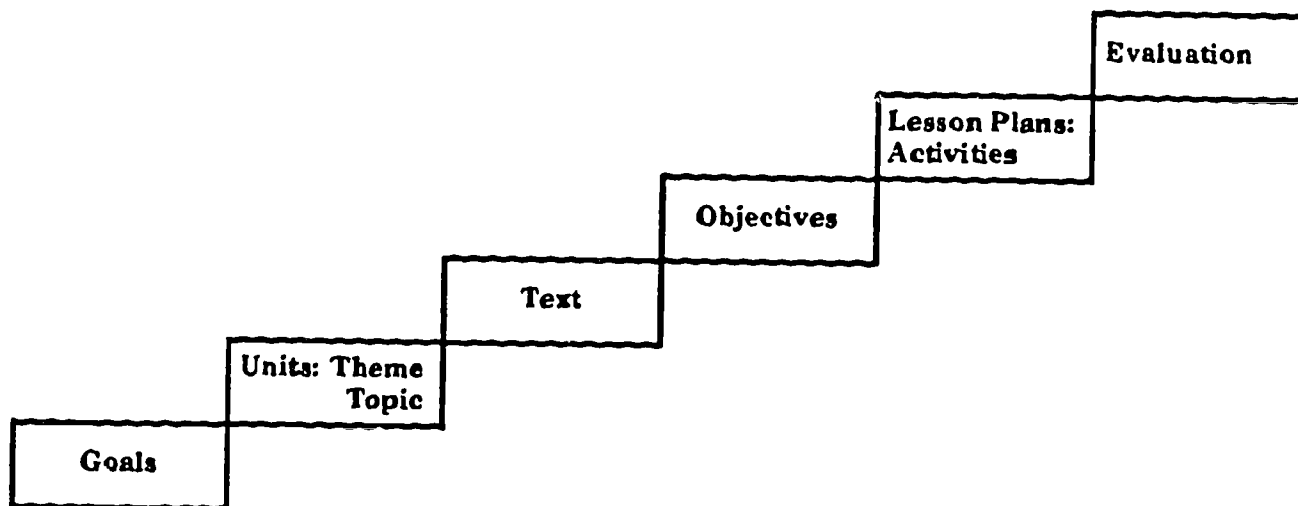 Evaluation
Lesson Plans:
Activities
Objectives
Text
Units: Theme
Topic
Goals